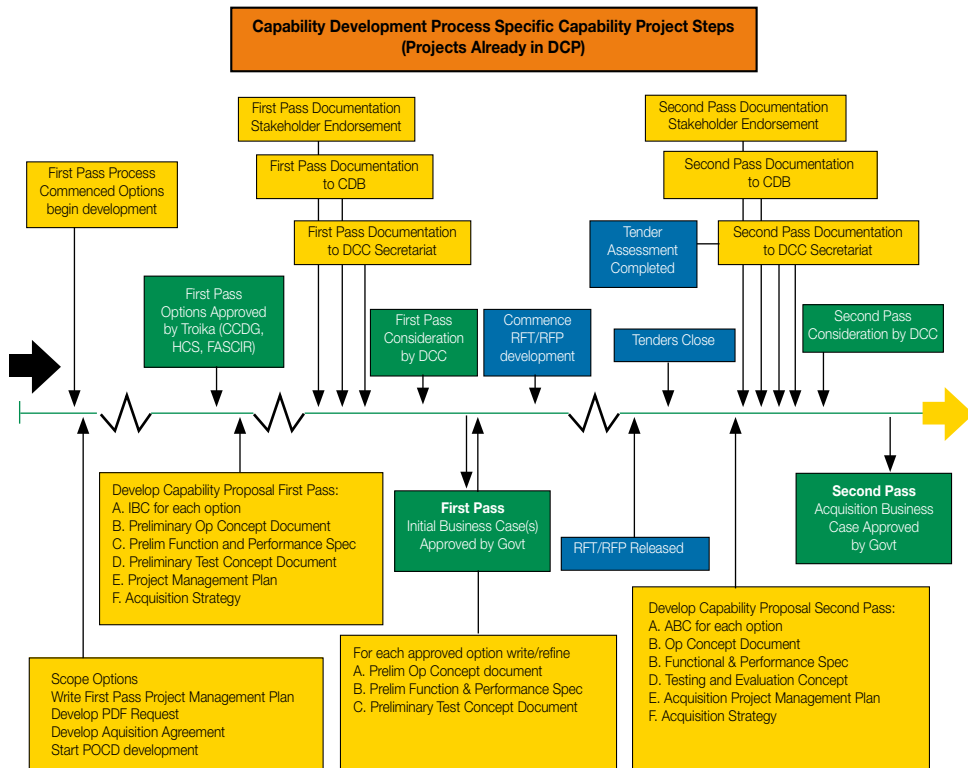 Capability Development Process Specific Capability Project Steps
(Projects Already in DCP)
First Pass Documentation
Stakeholder Endorsement
Second Pass Documentation
Stakeholder Endorsement
First Pass Documentation
to CDB
Second Pass Documentation
to CDB
First Pass Process
Commenced Options
begin development
First Pass Documentation
to DCC Secretariat
Tender
Assessment
Completed
Second Pass Documentation
to DCC Secretariat
First Pass
Options Approved
by Troika (CCDG,
HCS, FASCIR)
First Pass
Consideration
by DCC
Commence
RFT/RFP
development
Tenders Close
Second Pass
Consideration by DCC
Develop Capability Proposal First Pass:
A. IBC for each option
B. Preliminary Op Concept Document
C. Prelim Function and Performance Spec
D. Preliminary Test Concept Document
E. Project Management Plan
F. Acquisition Strategy
First Pass
Initial Business Case(s)
Approved by Govt
RFT/RFP Released
Second Pass
Acquisition Business
Case Approved
by Govt
Scope Options
Write First Pass Project Management Plan
Develop PDF Request
Develop Aquisition Agreement
Start POCD development
For each approved option write/refine
A. Prelim Op Concept document
B. Prelim Function & Performance Spec
C. Preliminary Test Concept Document
Develop Capability Proposal Second Pass:
A. ABC for each option
B. Op Concept Document
B. Functional & Performance Spec
D. Testing and Evaluation Concept
E. Acquisition Project Management Plan
F. Acquisition Strategy